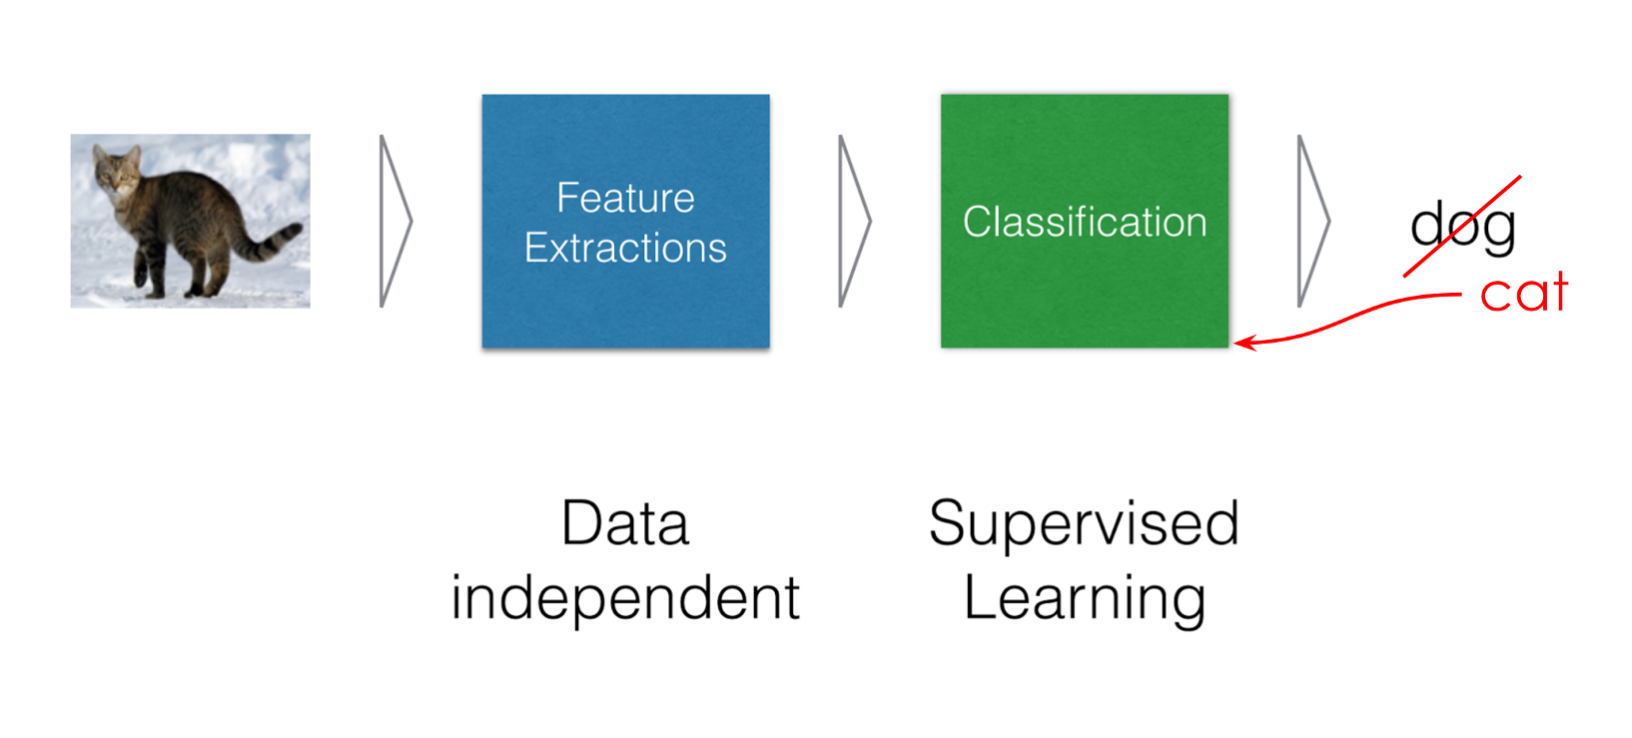 Feature
Extractions
Classification
dog
cat
Data
independent
Supervised
Learning